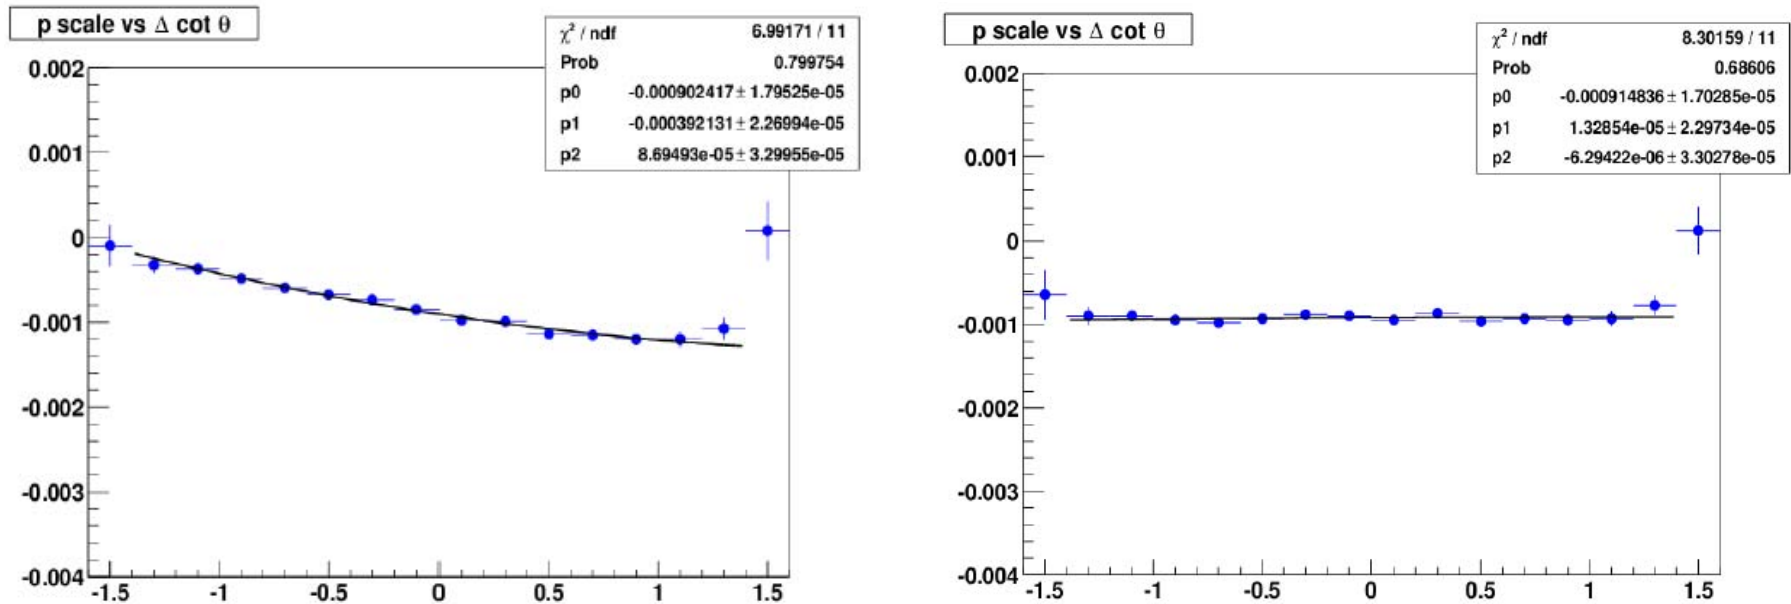 p scale vs Δ cot θ
χ² / ndf 6.99171 / 11
Prob 0.799754
p0 -0.000902417 ± 1.79525e-05
p1 -0.000392131 ± 2.26994e-05
p2 8.69493e-05 ± 3.29955e-05
0.002
0.001
0
-0.001
-0.002
-0.003
-0.004
-1.5 -1 -0.5 0 0.5 1 1.5
p scale vs Δ cot θ
χ² / ndf 8.30159 / 11
Prob 0.68606
p0 -0.000914836 ± 1.70285e-05
p1 1.32854e-05 ± 2.29734e-05
p2 -6.29422e-06 ± 3.30278e-05
0.002
0.001
0
-0.001
-0.002
-0.003
-0.004
-1.5 -1 -0.5 0 0.5 1 1.5